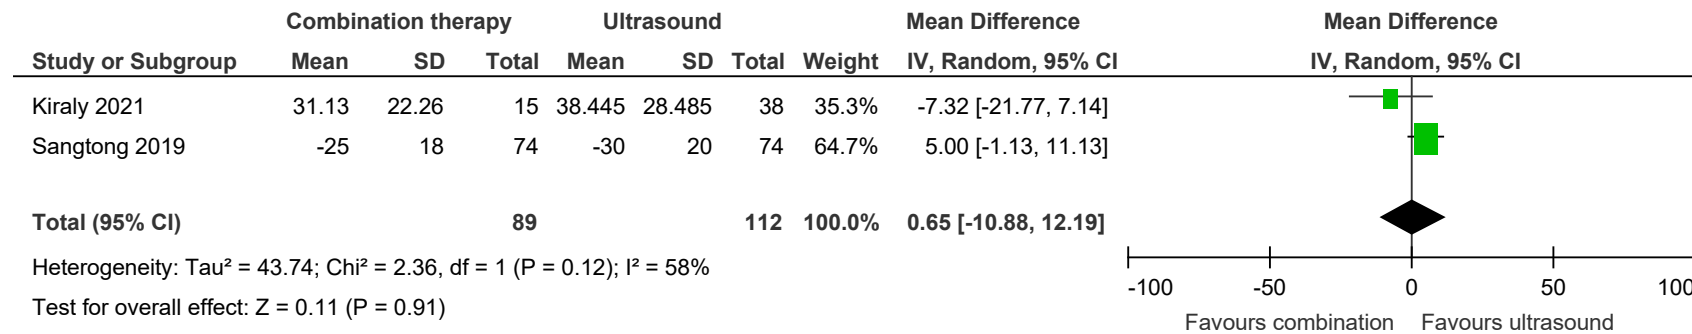 Combination therapy Ultrasound Mean Difference Mean Difference
Study or Subgroup Mean SD Total Mean SD Total Weight IV, Random, 95% CI IV, Random, 95% CI
Kiraly 2021 31.13 22.26 15 38.445 28.485 38 35.3% -7.32 [-21.77, 7.14]
Sangtong 2019 -25 18 74 -30 20 74 64.7% 5.00 [-1.13, 11.13]
Total (95% CI) 89 112 100.0% 0.65 [-10.88, 12.19]
Heterogeneity: Tau² = 43.74; Chi² = 2.36, df = 1 (P = 0.12); I² = 58%
Test for overall effect: Z = 0.11 (P = 0.91)
-100 -50 0 50 100
Favours combination Favours ultrasound